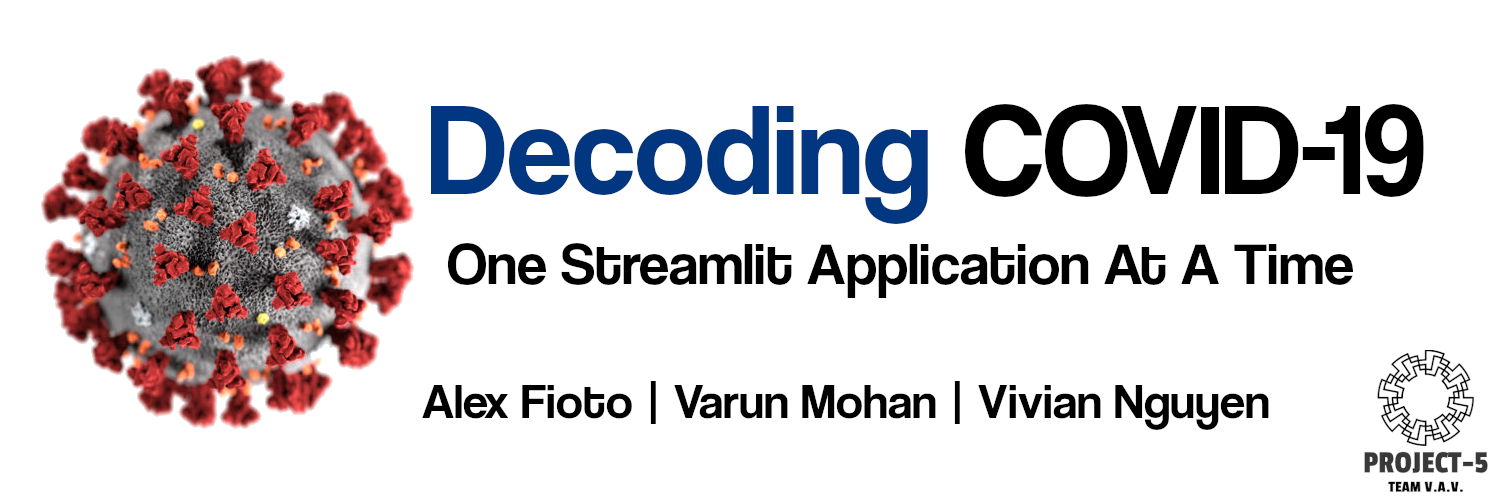 Decoding COVID-19
One Streamlit Application At A Time
Alex Fioto | Varun Mohan | Vivian Nguyen
PROJECT-5
TEAM V.A.V.